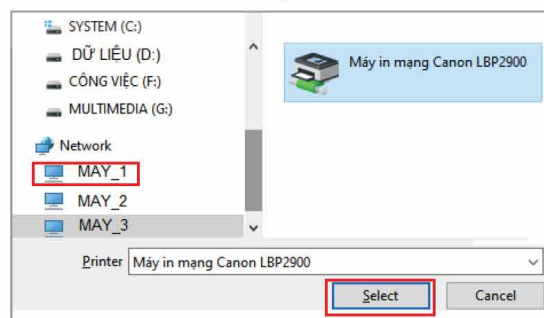 SYSTEM (C:)
DỮ LIỆU (D:)
CÔNG VIỆC (F:)
MULTIMEDIA (G:)
Network
MAY_1
MAY_2
MAY_3
Máy in mạng Canon LBP2900
Printer Máy in mạng Canon LBP2900
Select Cancel